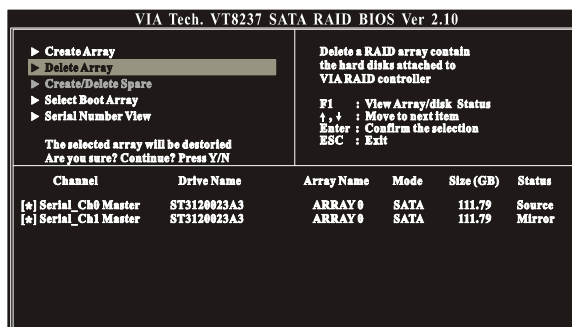 VIA Tech. VT8237 SATA RAID BIOS Ver 2.10
Create Array
Delete Array
Create/Delete Spare
Select Boot Array
Serial Number View
The selected array will be destoried
Are you sure? Continue? Press Y/N
Delete a RAID array contain
the hard disks attached to
VIA RAID controller
F1 : View Array/disk Status
↑,↓ : Move to next item
Enter : Confirm the selection
ESC : Exit
Channel Drive Name Array Name Mode Size (GB) Status
[*] Serial_Ch0 Master ST3120023A3 ARRAY 0 SATA 111.79 Source
[*] Serial_Ch1 Master ST3120023A3 ARRAY 0 SATA 111.79 Mirror